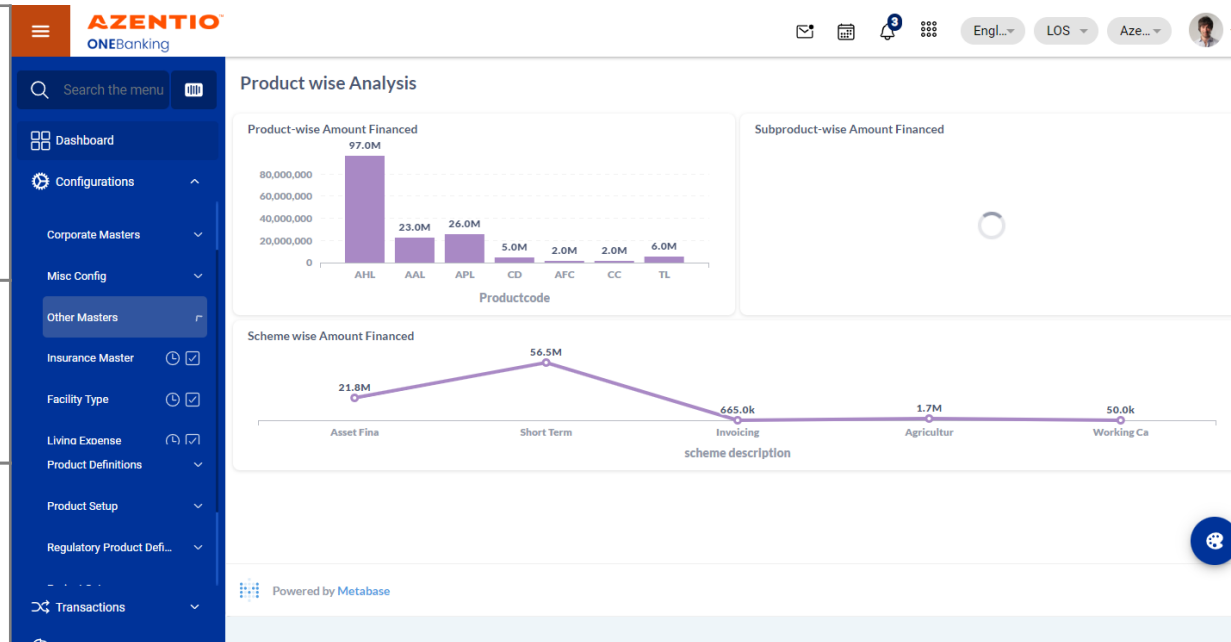 AZENTIO
ONEBanking
3
Engl...
LOS
Aze...
Search the menu
Dashboard
Configurations
Corporate Masters
Misc Config
Other Masters
Insurance Master
Facility Type
Living Expense
Product Definitions
Product Setup
Regulatory Product Defi...
Transactions
Product wise Analysis
Product-wise Amount Financed
97.0M
80,000,000
60,000,000
40,000,000
20,000,000
0
23.0M
26.0M
5.0M
2.0M
2.0M
6.0M
AHL
AAL
APL
CD
AFC
CC
TL
Productcode
Subproduct-wise Amount Financed
Scheme wise Amount Financed
21.8M
56.5M
665.0k
1.7M
50.0k
Asset Fina
Short Term
Invoicing
Agricultur
Working Ca
scheme description
Powered by Metabase